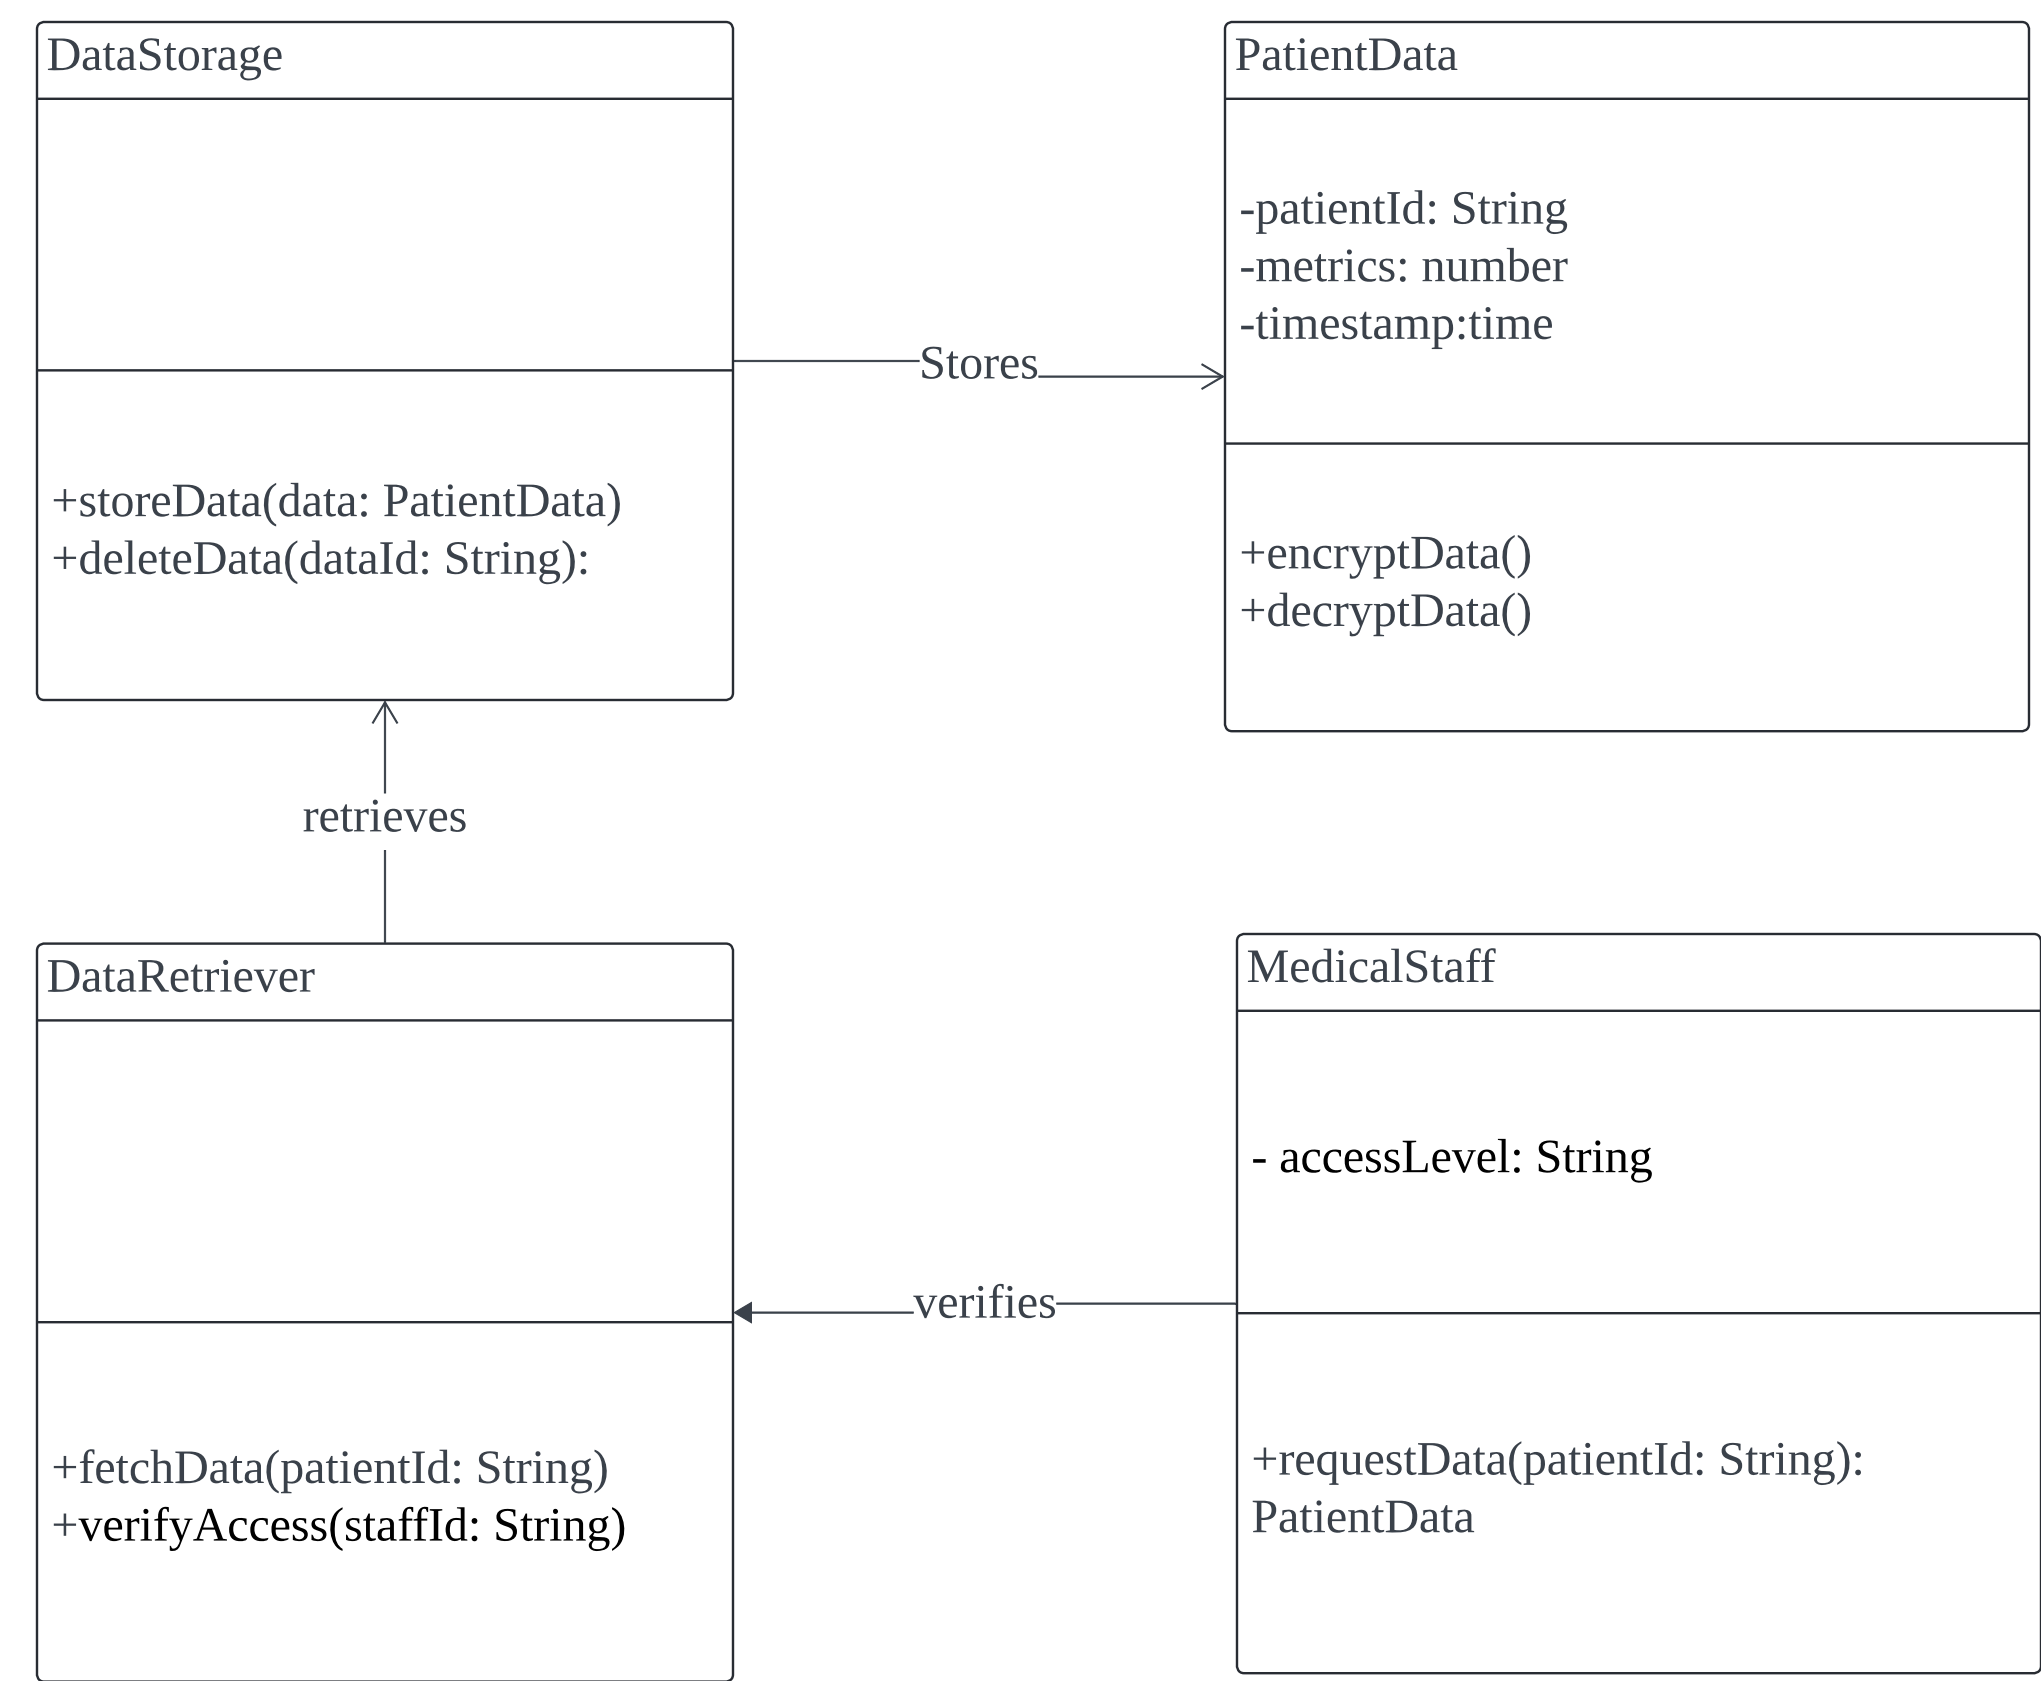 DataStorage
+storeData(data: PatientData)
+deleteData(dataId: String):
Stores
PatientData
-patientId: String
-metrics: number
-timestamp:time
+encryptData()
+decryptData()
retrieves
DataRetriever
+fetchData(patientId: String)
+verifyAccess(staffId: String)
verifies
MedicalStaff
- accessLevel: String
+requestData(patientId: String):
PatientData